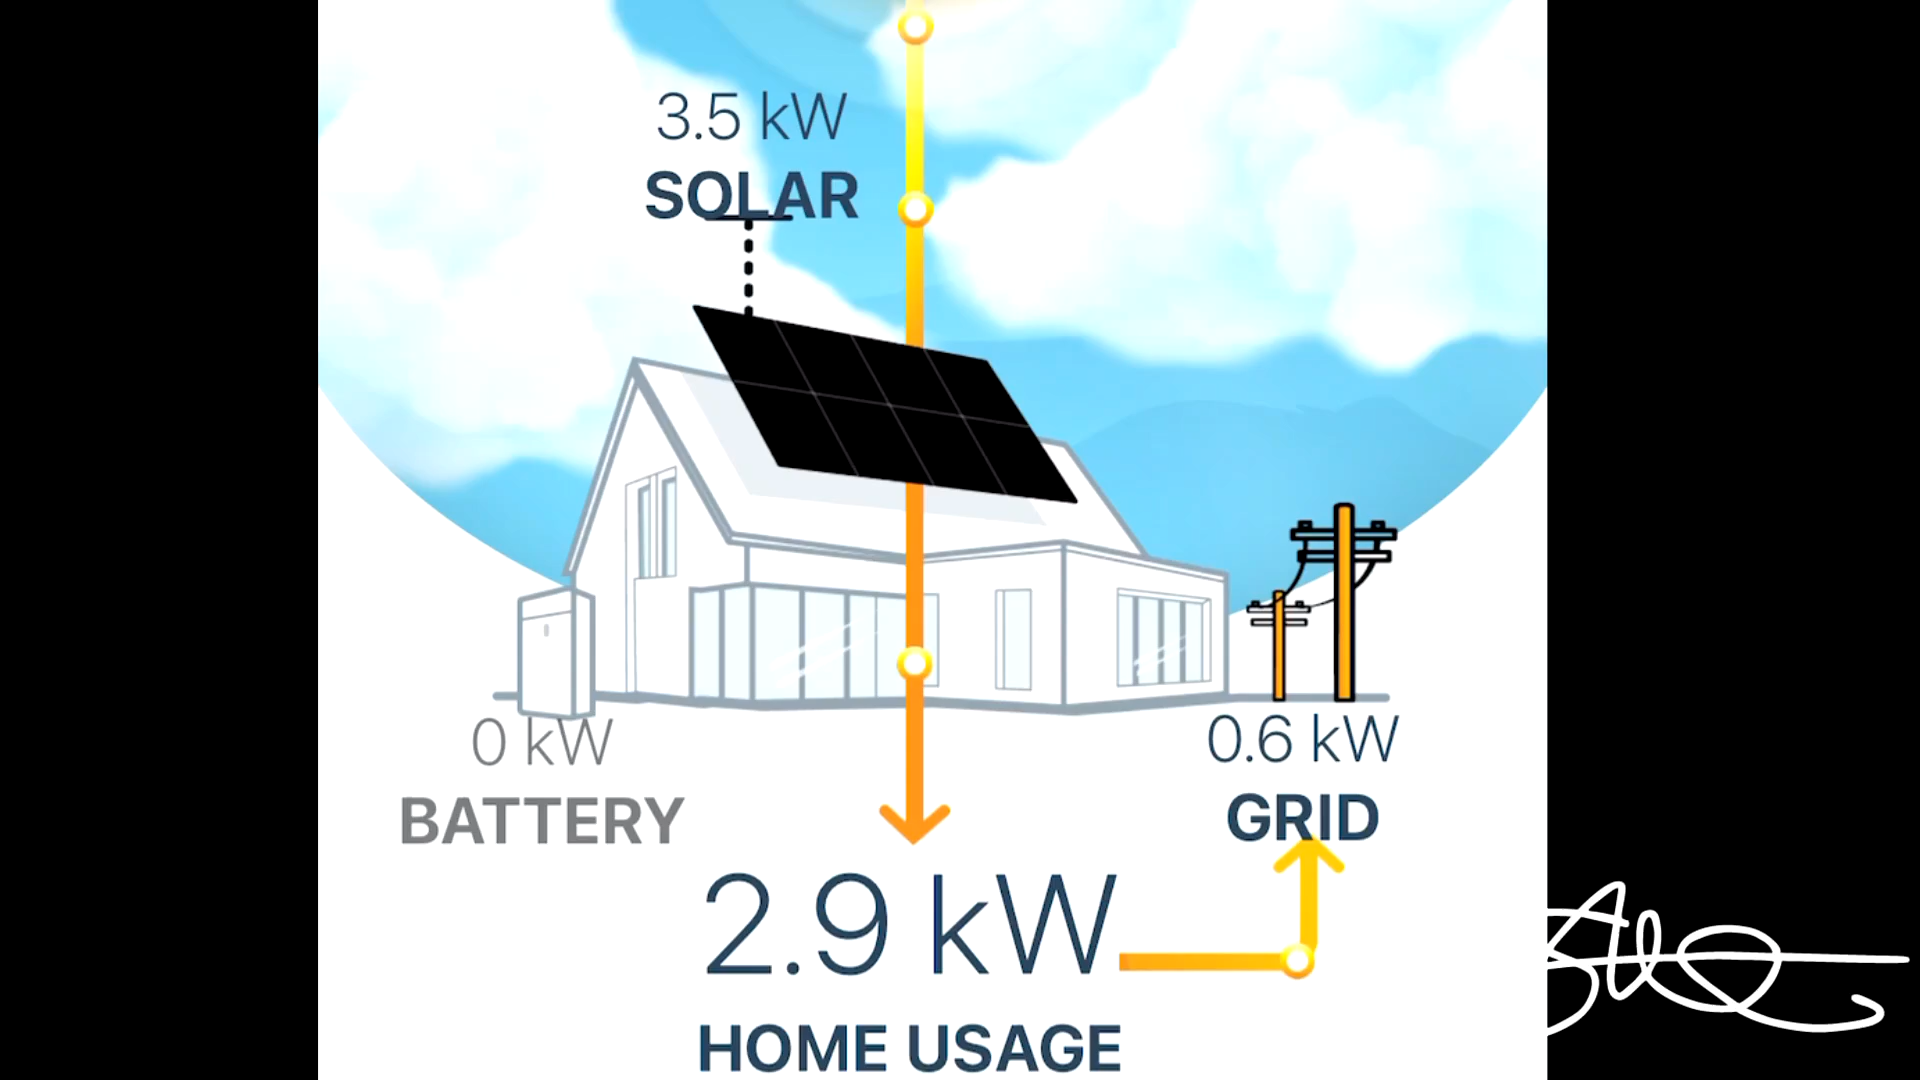 3.5 kW
SOLAR
0 kW
BATTERY
0.6 kW
GRID
2.9 kW
HOME USAGE